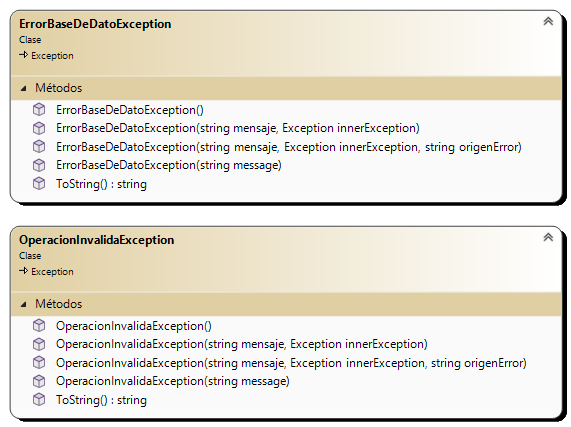 ErrorBaseDeDatoException
Clase
Exception
Métodos
ErrorBaseDeDatoException()
ErrorBaseDeDatoException(string mensaje, Exception innerException)
ErrorBaseDeDatoException(string mensaje, Exception innerException, string origenError)
ErrorBaseDeDatoException(string message)
ToString() : string
OperacionInvalidaException
Clase
Exception
Métodos
OperacionInvalidaException()
OperacionInvalidaException(string mensaje, Exception innerException)
OperacionInvalidaException(string mensaje, Exception innerException, string origenError)
OperacionInvalidaException(string message)
ToString() : string